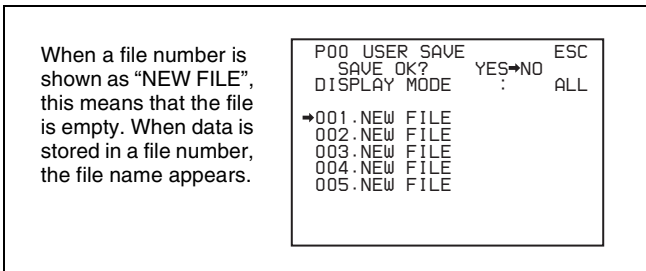 When a file number is
shown as “NEW FILE”,
this means that the file
is empty. When data is
stored in a file number,
the file name appears.
P00 USER SAVE ESC
SAVE OK? YES➡NO
DISPLAY MODE : ALL
➡001.NEW FILE
002.NEW FILE
003.NEW FILE
004.NEW FILE
005.NEW FILE